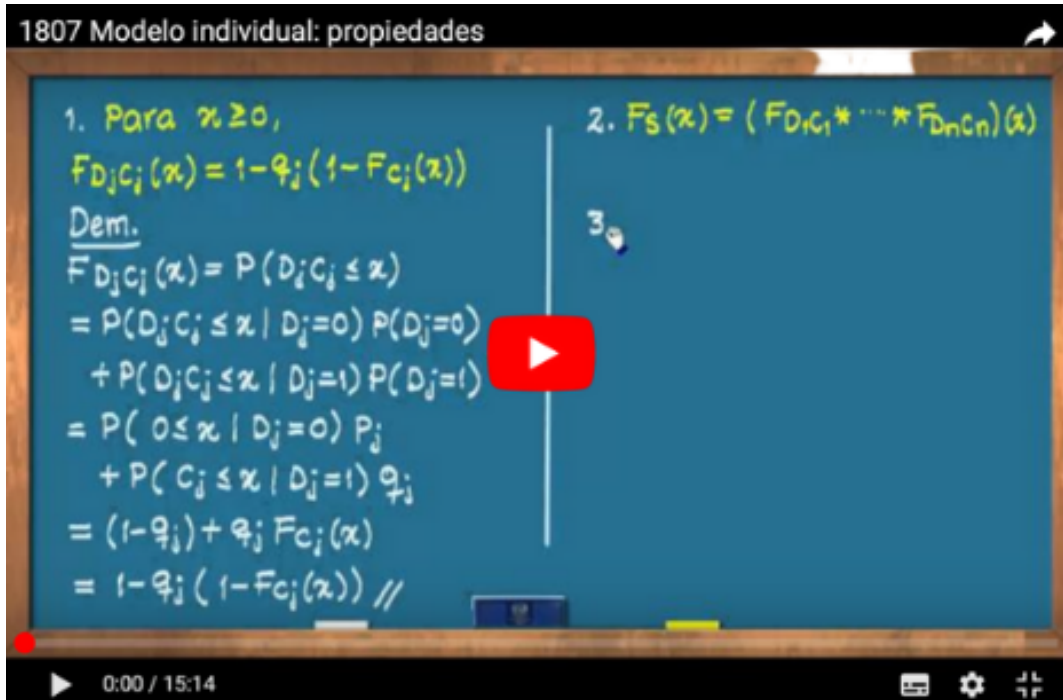 1807 Modelo individual: propiedades
1. Para x ≥ 0,
F_{D_jC_j}(x) = 1 - q_j(1 - F_{C_j}(x))
Dem.
F_{D_jC_j}(x) = P(D_jC_j ≤ x)
= P(D_jC_j ≤ x | D_j=0) P(D_j=0)
+ P(D_jC_j ≤ x | D_j=1) P(D_j=1)
= P(0 ≤ x | D_j=0) P_j
+ P(C_j ≤ x | D_j=1) q_j
= (1-q_j) + q_j F_{C_j}(x)
= 1 - q_j(1 - F_{C_j}(x)) //
2. F_S(x) = (F_{D_1C_1} * ··· * F_{D_nC_n})(x)
3.
0:00 / 15:14